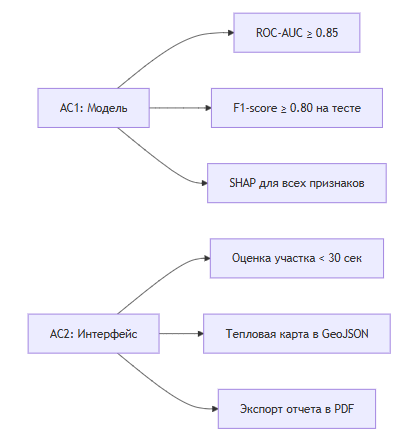 ROC-AUC ≥ 0.85
AC1: Модель
F1-score ≥ 0.80 на тесте
SHAP для всех признаков
Оценка участка < 30 сек
AC2: Интерфейс
Тепловая карта в GeoJSON
Экспорт отчета в PDF